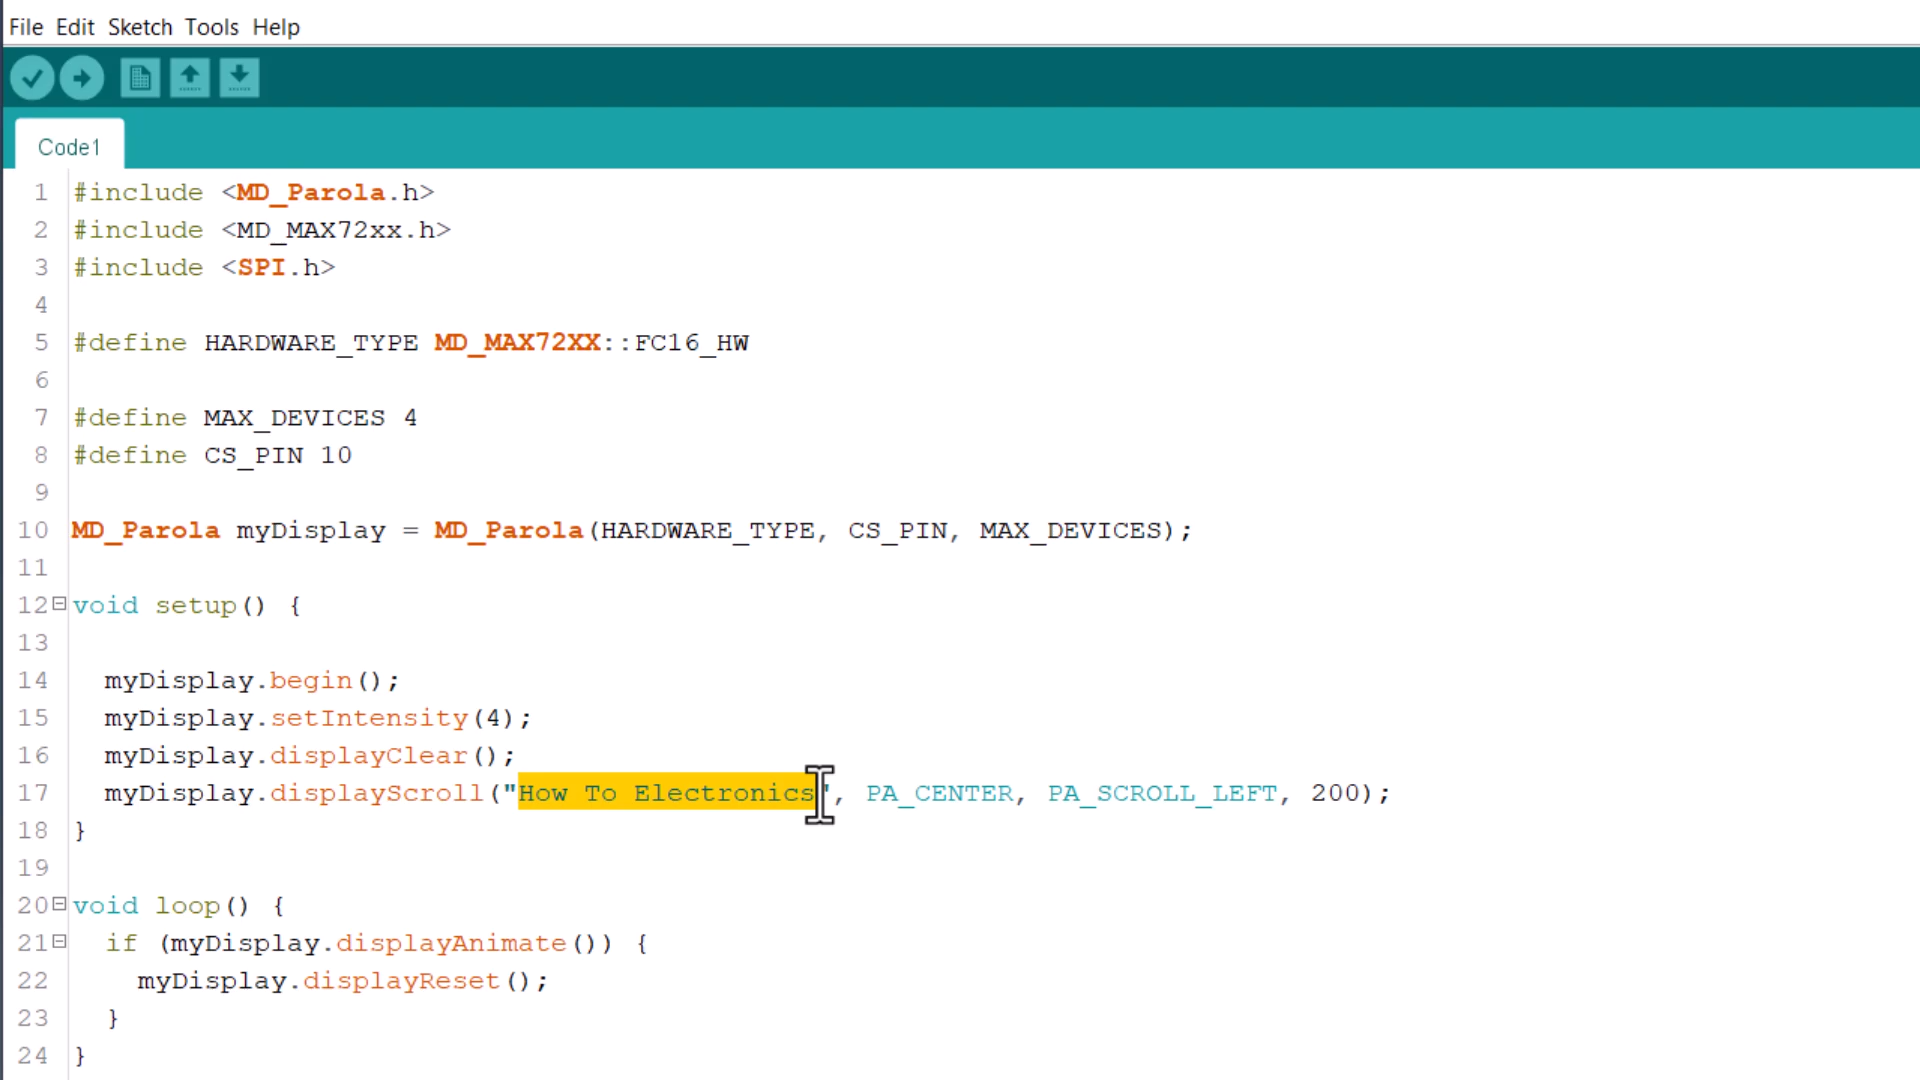 File Edit Sketch Tools Help
Code1
1 #include <MD_Parola.h>
2 #include <MD_MAX72xx.h>
3 #include <SPI.h>
4
5 #define HARDWARE_TYPE MD_MAX72XX::FC16_HW
6
7 #define MAX_DEVICES 4
8 #define CS_PIN 10
9
10 MD_Parola myDisplay = MD_Parola(HARDWARE_TYPE, CS_PIN, MAX_DEVICES);
11
12 void setup() {
13
14   myDisplay.begin();
15   myDisplay.setIntensity(4);
16   myDisplay.displayClear();
17   myDisplay.displayScroll("How To Electronics", PA_CENTER, PA_SCROLL_LEFT, 200);
18 }
19
20 void loop() {
21   if (myDisplay.displayAnimate()) {
22     myDisplay.displayReset();
23   }
24 }